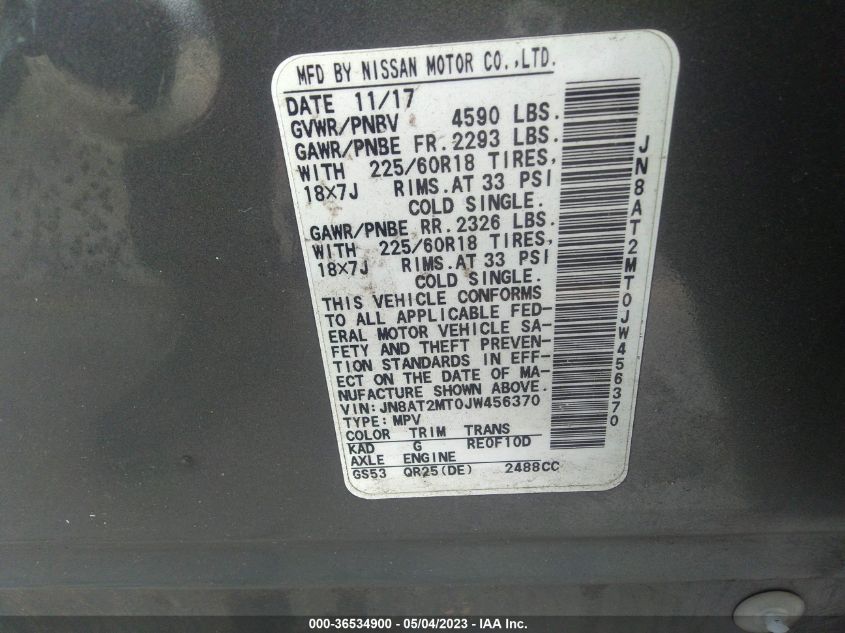 MFD BY NISSAN MOTOR CO.,LTD.
DATE 11/17
GVWR/PNBV 4590 LBS.
GAWR/PNBE FR.2293 LBS.
WITH 225/60R18 TIRES,
18×7J RIMS.AT 33 PSI
COLD SINGLE.
GAWR/PNBE RR.2326 LBS.
WITH 225/60R18 TIRES,
18×7J RIMS.AT 33 PSI
COLD SINGLE.
THIS VEHICLE CONFORMS
TO ALL APPLICABLE FED-
ERAL MOTOR VEHICLE SA-
FETY AND THEFT PREVEN-
TION STANDARDS IN EFF-
ECT ON THE DATE OF MA-
NUFACTURE SHOWN ABOVE.
VIN:JN8AT2MT0JW456370
TYPE:MPV
COLOR TRIM TRANS
KAD G RE0F10D
AXLE ENGINE
GS53 QR25(DE) 2488CC
JN8AT2MT0JW456370
000-36534900 - 05/04/2023 - IAA Inc.